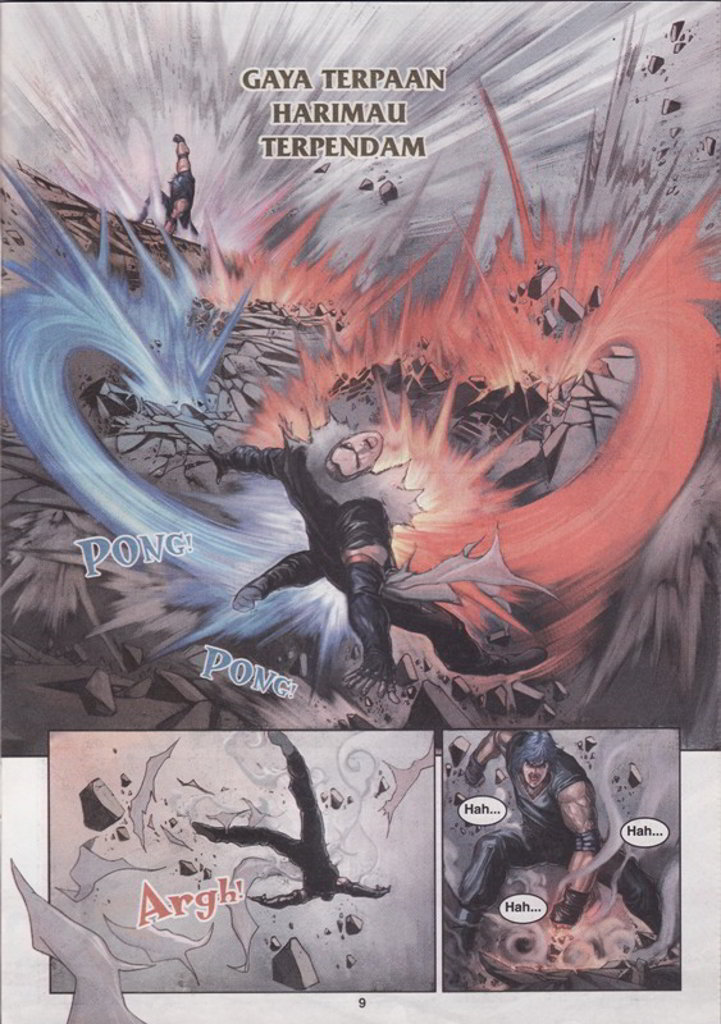 GAYA TERPAAN
HARIMAU
TERPENDAM
PONG!
PONG!
Argh!
Hah...
Hah...
Hah...
9